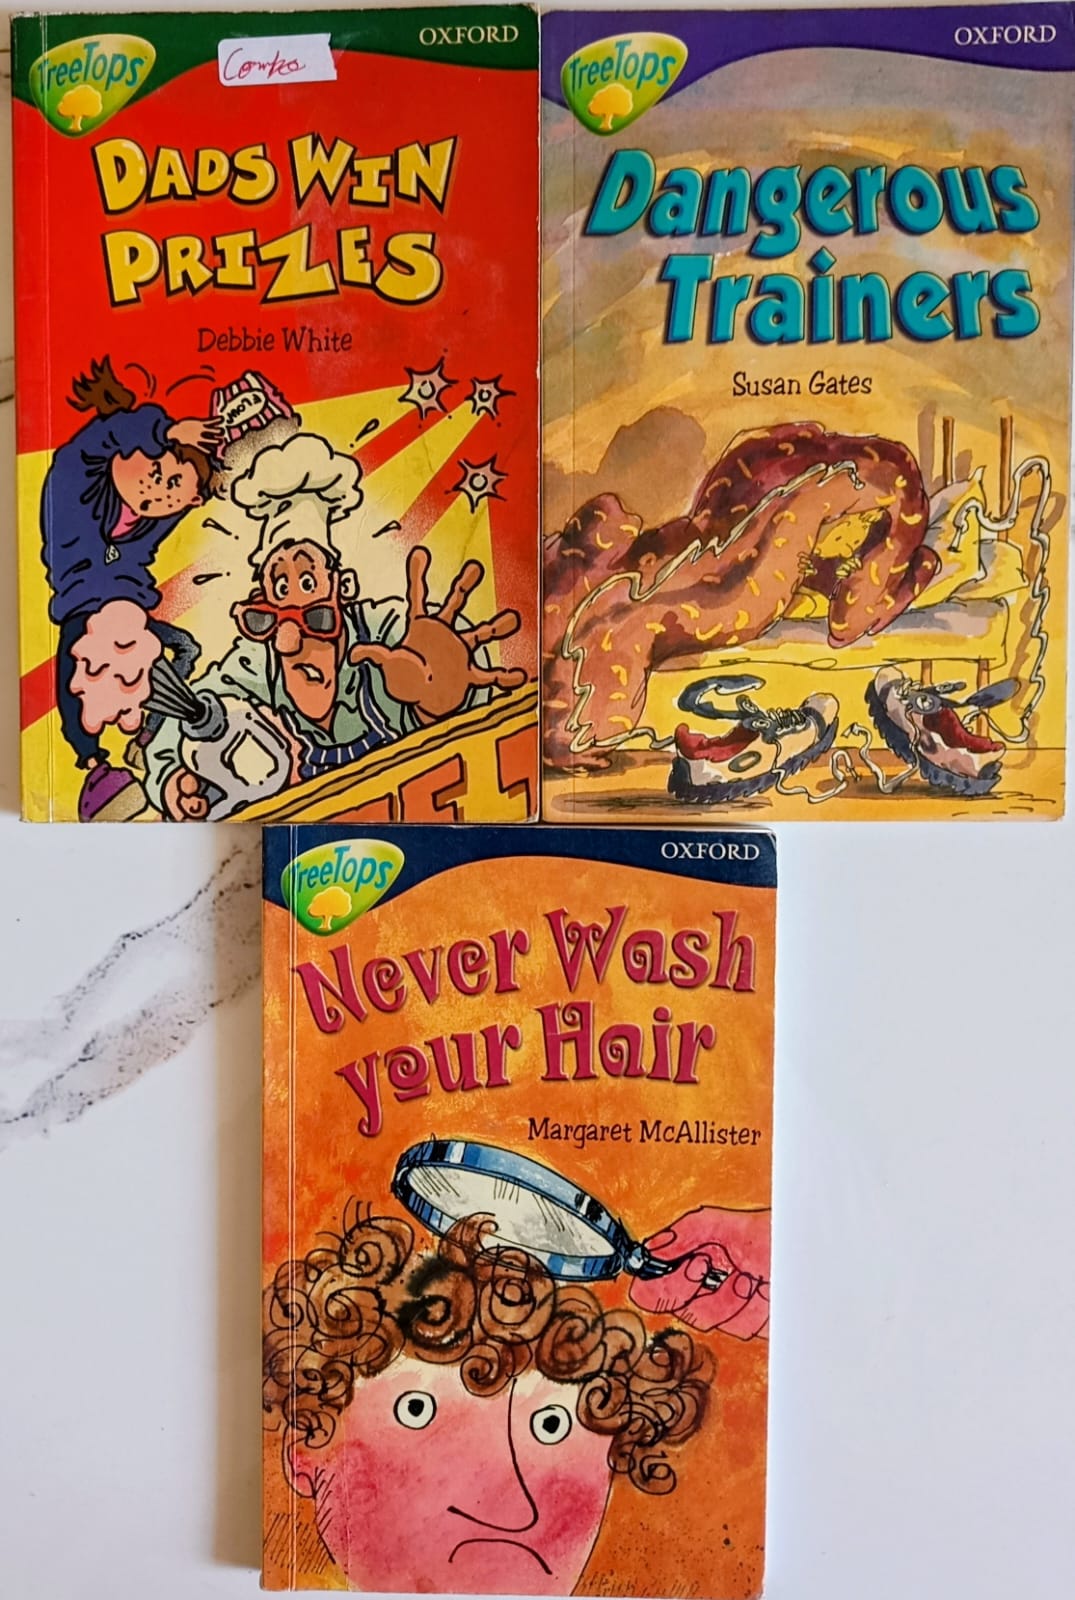 TreeTops
Combo
OXFORD
DADS WIN
PRIZES
Debbie White
FLOUR
TreeTops
OXFORD
Dangerous
Trainers
Susan Gates
TreeTops
OXFORD
Never Wash
your Hair
Margaret McAllister